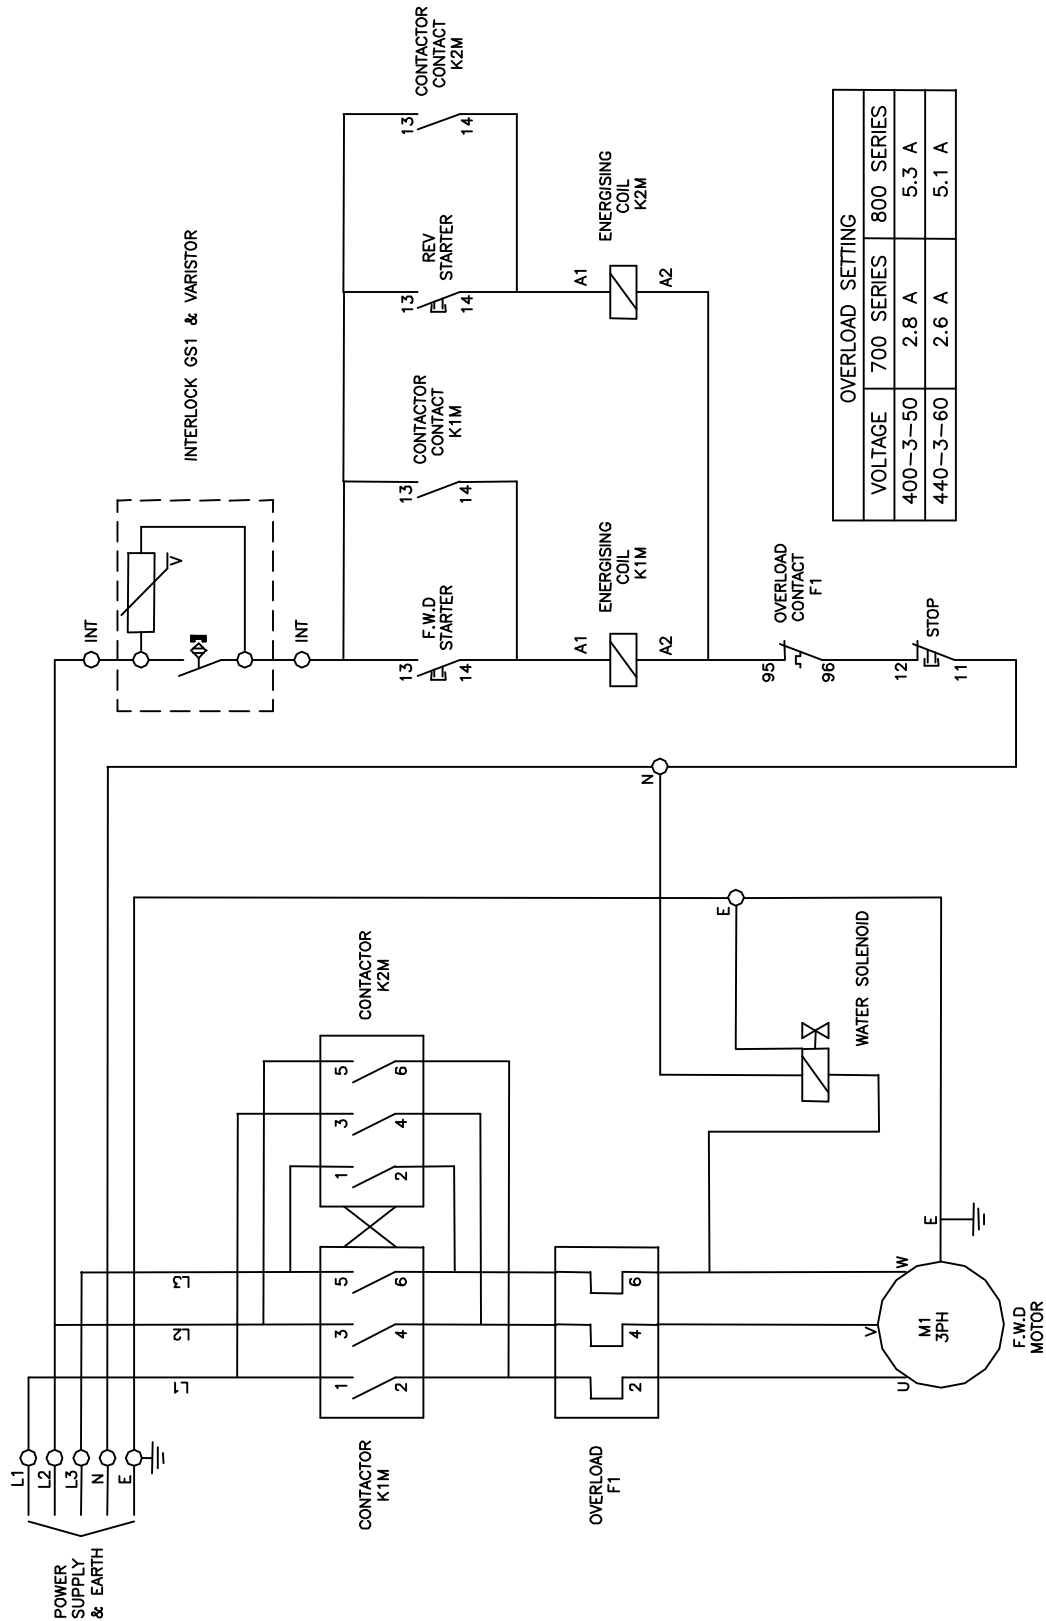 POWER
SUPPLY
& EARTH
L1
L2
L3
N
E
L1
L2
L3
CONTACTOR
K1M
1
3
5
2
4
6
CONTACTOR
K2M
1
3
5
2
4
6
OVERLOAD
F1
2
4
6
U
V
W
M1
3PH
F.W.D
MOTOR
E
WATER SOLENOID
E
N
INT
V
INT
INTERLOCK GS1 & VARISTOR
13
14
F.W.D
STARTER
13
14
CONTACTOR
CONTACT
K1M
13
14
REV
STARTER
13
14
CONTACTOR
CONTACT
K2M
A1
A2
ENERGISING
COIL
K1M
A1
A2
ENERGISING
COIL
K2M
95
96
OVERLOAD
CONTACT
F1
12
11
STOP
OVERLOAD SETTING
VOLTAGE 700 SERIES 800 SERIES
400-3-50 2.8 A 5.3 A
440-3-60 2.6 A 5.1 A